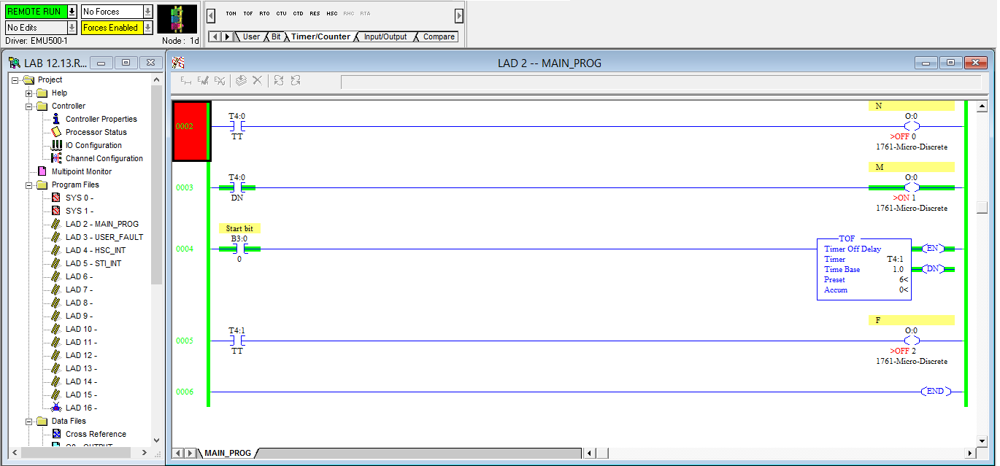 REMOTE RUN No Forces
No Edits Forces Enabled
Driver: EMU500-1 Node : 1d
TON TOF RTO CTU CTD RES HSC RHC RTA
User Bit Timer/Counter Input/Output Compare
LAB 12.13.R...
Project
Help
Controller
Controller Properties
Processor Status
IO Configuration
Channel Configuration
Multipoint Monitor
Program Files
SYS 0 -
SYS 1 -
LAD 2 - MAIN_PROG
LAD 3 - USER_FAULT
LAD 4 - HSC_INT
LAD 5 - STI_INT
LAD 6 -
LAD 7 -
LAD 8 -
LAD 9 -
LAD 10 -
LAD 11 -
LAD 12 -
LAD 13 -
LAD 14 -
LAD 15 -
LAD 16 -
Data Files
Cross Reference
LAD 2 -- MAIN_PROG
N
T4:0 O:0
0002
TT >OFF 0
1761-Micro-Discrete
M
T4:0 O:0
0003
DN >ON 1
1761-Micro-Discrete
Start bit
B3:0 TOF
0004 Timer Off Delay EN
0 Timer T4:1
Time Base 1.0 DN
Preset 6<
Accum 0<
F
T4:1 O:0
0005
TT >OFF 2
1761-Micro-Discrete
0006 END
MAIN_PROG